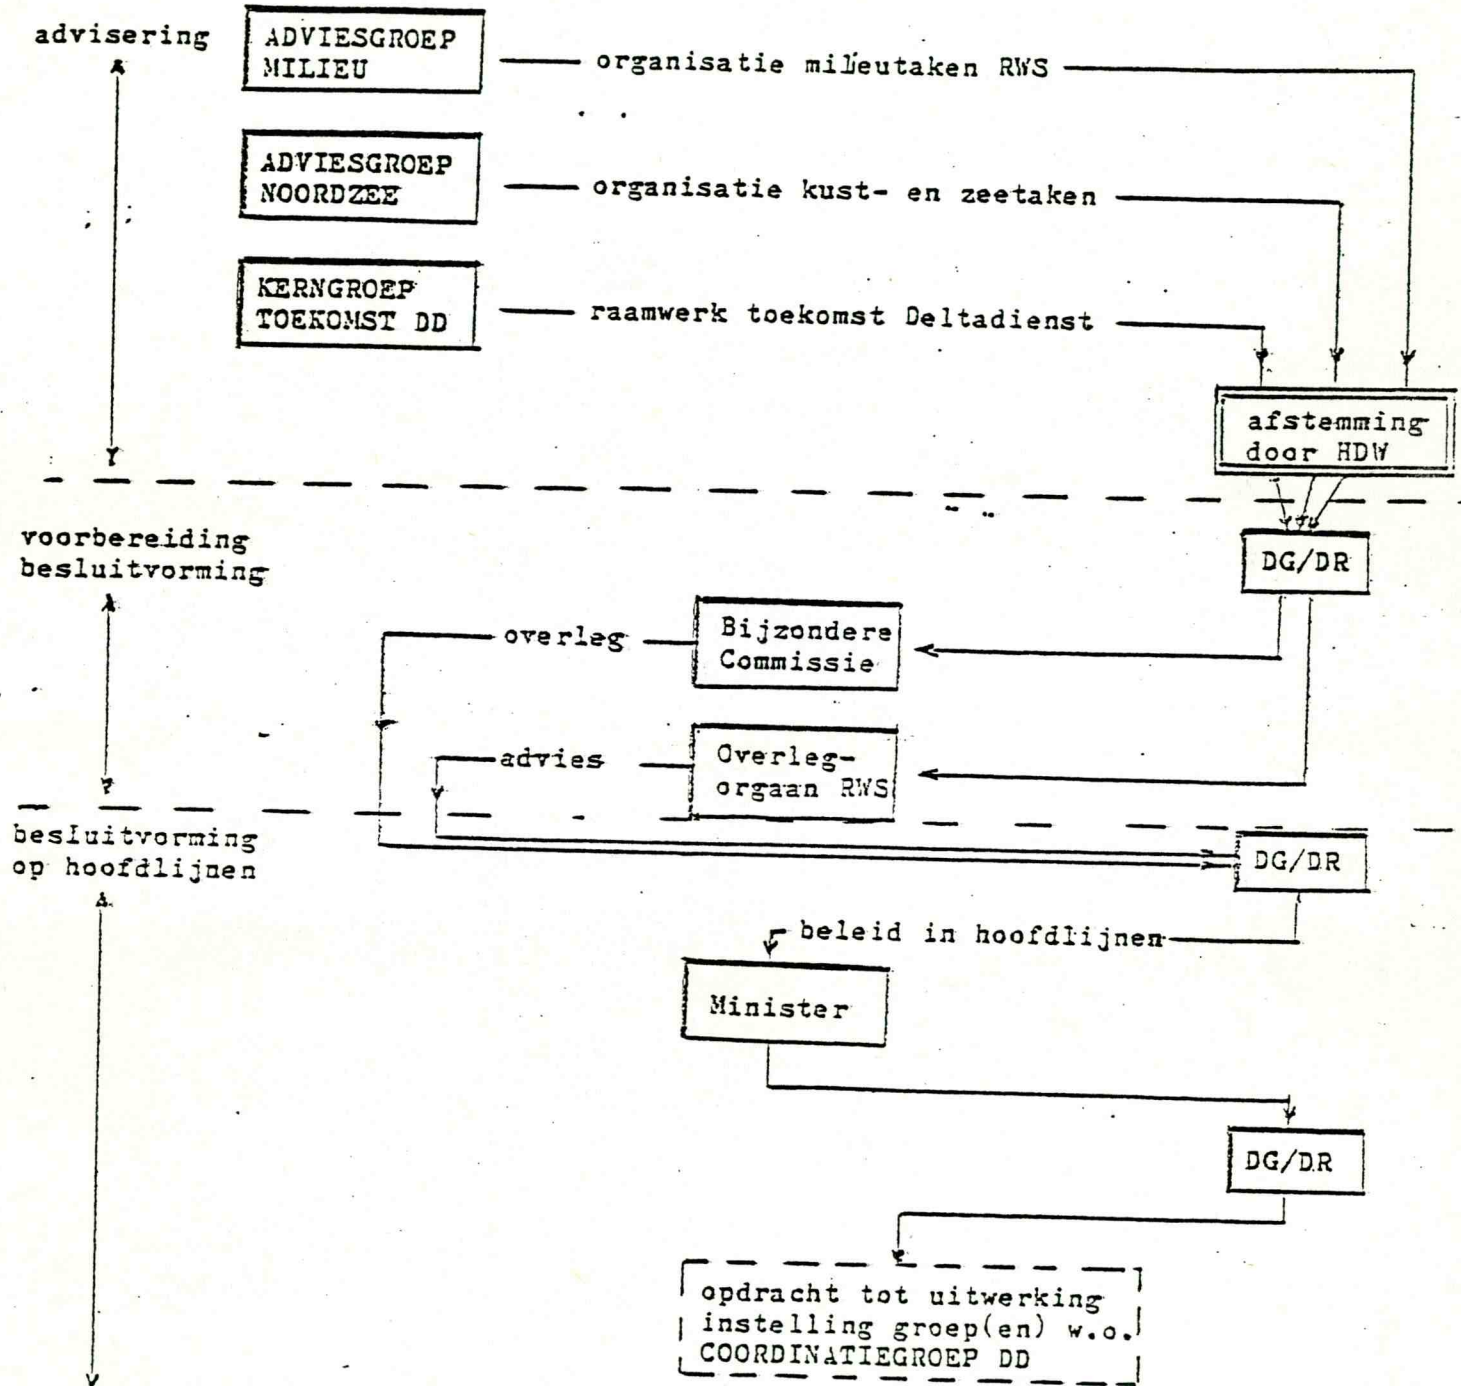 advisering
ADVIESGROEP
MILIEU
organisatie milieutaken RWS
ADVIESGROEP
NOORDZEE
organisatie kust- en zeetaken
KERNGROEP
TOEKOMST DD
raamwerk toekomst Deltadienst
afstemming
door HDW
voorbereiding
besluitvorming
DG/DR
overleg
Bijzondere
Commissie
advies
Overleg-
orgaan RWS
besluitvorming
op hoofdlijnen
DG/DR
beleid in hoofdlijnen
Minister
DG/DR
opdracht tot uitwerking
instelling groep(en) w.o.
COORDINATIEGROEP DD